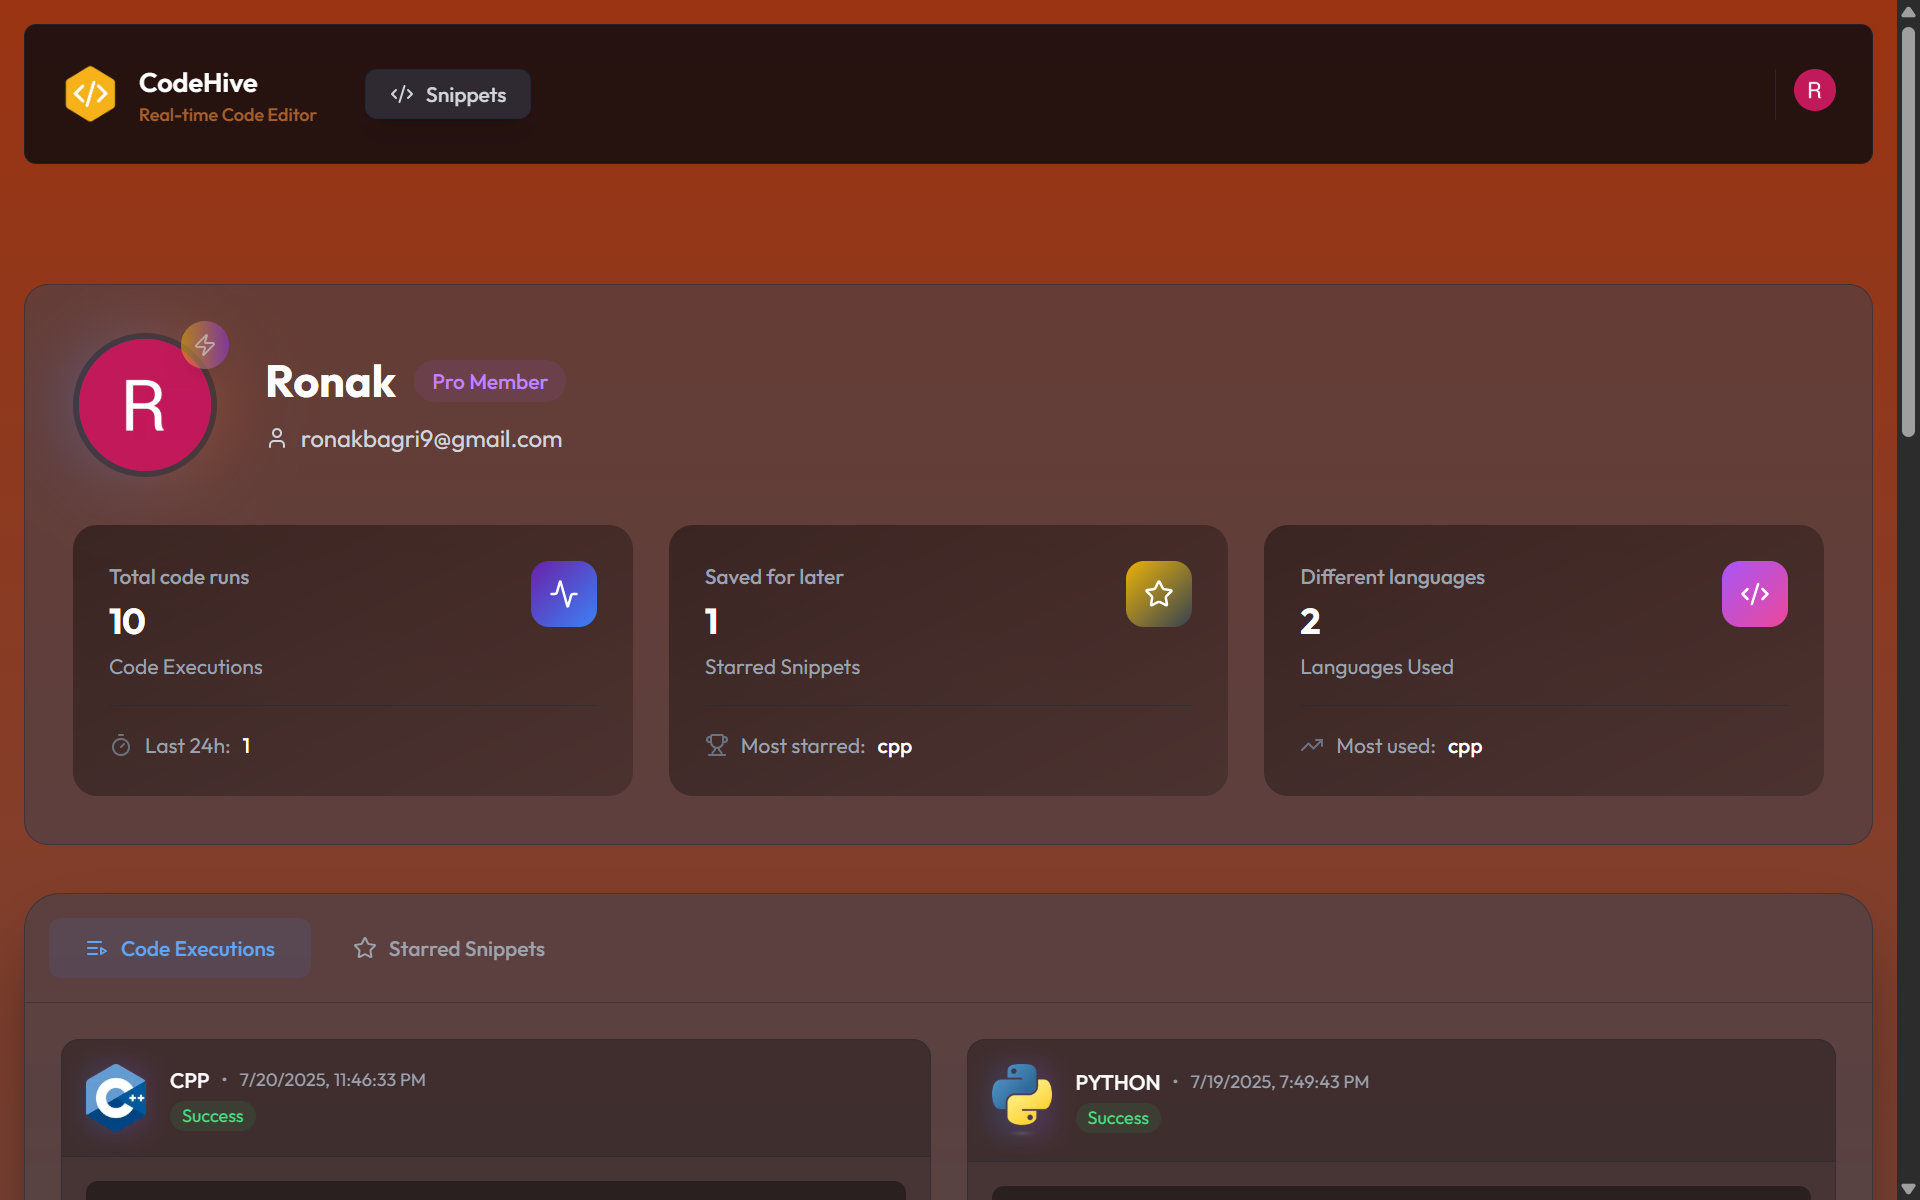 CodeHive
Real-time Code Editor
</> Snippets
R
R
Ronak
Pro Member
ronakbagri9@gmail.com
Total code runs
10
Code Executions
Last 24h: 1
Saved for later
1
Starred Snippets
Most starred: cpp
Different languages
2
Languages Used
Most used: cpp
Code Executions
Starred Snippets
CPP • 7/20/2025, 11:46:33 PM
Success
PYTHON • 7/19/2025, 7:49:43 PM
Success